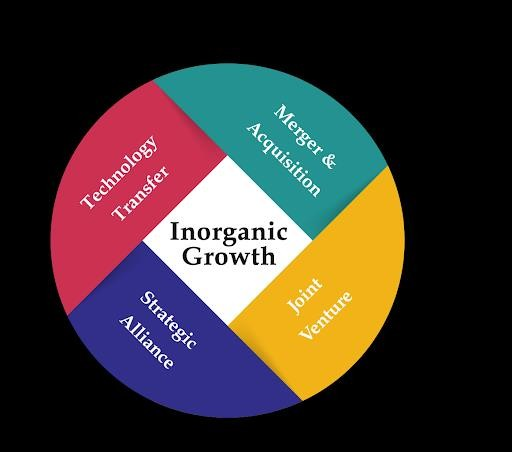 Technology
Transfer
Merger &
Acquisition
Inorganic
Growth
Strategic
Alliance
Joint
Venture